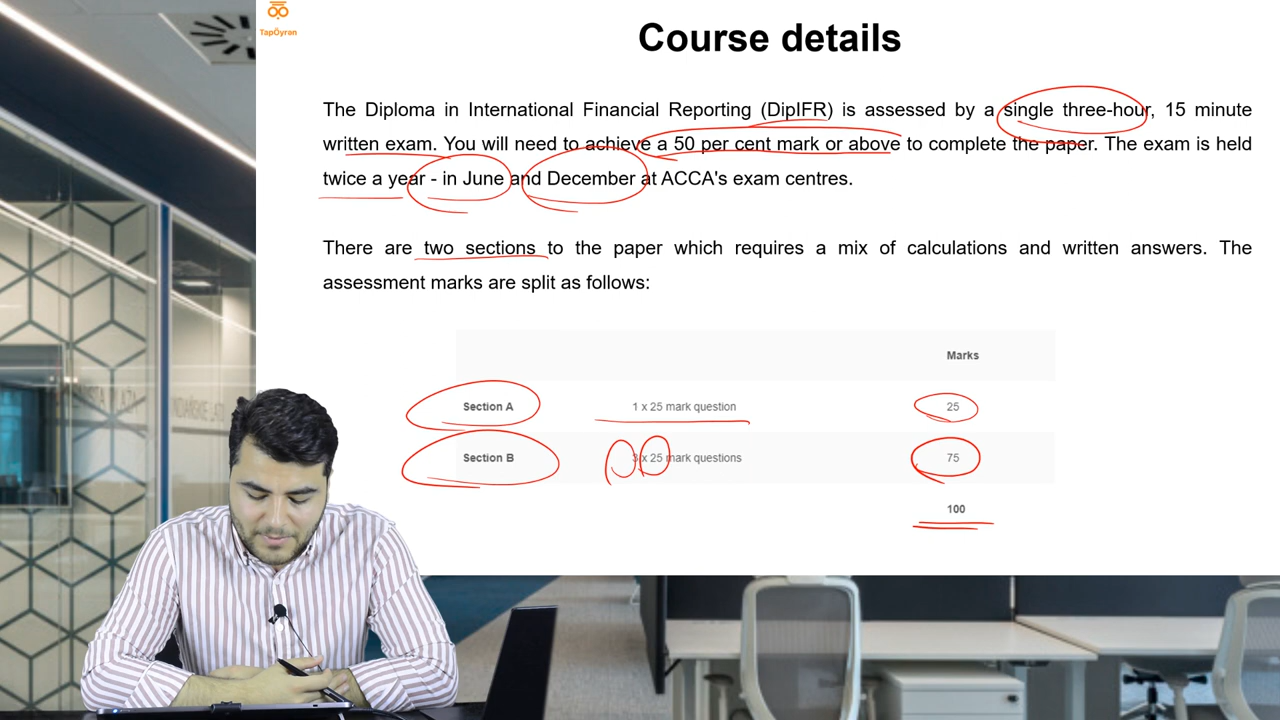 TapÖyrən
Course details
The Diploma in International Financial Reporting (DipIFR) is assessed by a single three-hour, 15 minute
written exam. You will need to achieve a 50 per cent mark or above to complete the paper. The exam is held
twice a year - in June and December at ACCA's exam centres.
There are two sections to the paper which requires a mix of calculations and written answers. The
assessment marks are split as follows:
Marks
Section A 1 x 25 mark question 25
Section B 3 x 25 mark questions 75
100